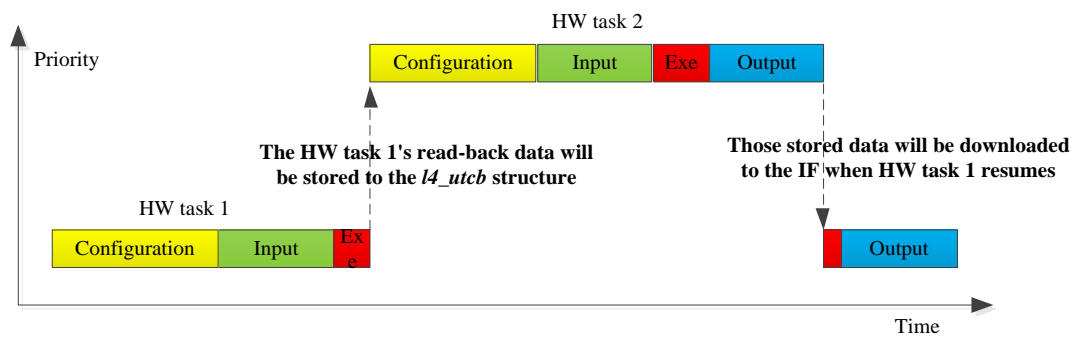 HW task 2
Priority
Configuration
Input
Exe
Output
The HW task 1's read-back data will
be stored to the l4_utcb structure
Those stored data will be downloaded
to the IF when HW task 1 resumes
HW task 1
Configuration
Input
Ex
e
Output
Time